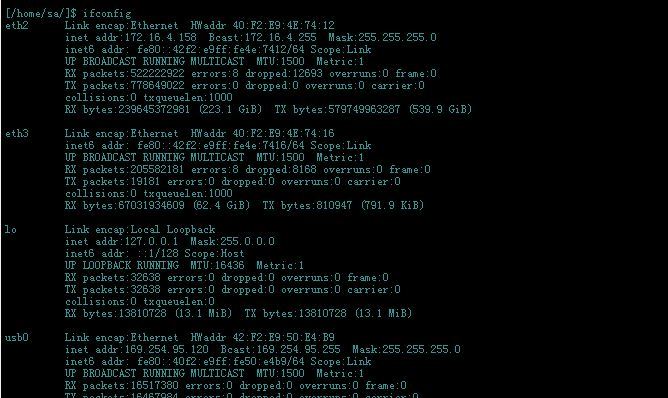 [/home/sa/]$ ifconfig
eth2 Link encap:Ethernet HWaddr 40:F2:E9:4E:74:12
inet addr:172.16.4.158 Bcast:172.16.4.255 Mask:255.255.255.0
inet6 addr: fe80::42f2:e9ff:fe4e:7412/64 Scope:Link
UP BROADCAST RUNNING MULTICAST MTU:1500 Metric:1
RX packets:522222922 errors:8 dropped:12693 overruns:0 frame:0
TX packets:778649022 errors:0 dropped:0 overruns:0 carrier:0
collisions:0 txqueuelen:1000
RX bytes:239645372981 (223.1 GiB) TX bytes:579749963287 (539.9 GiB)
eth3 Link encap:Ethernet HWaddr 40:F2:E9:4E:74:16
inet6 addr: fe80::42f2:e9ff:fe4e:7416/64 Scope:Link
UP BROADCAST RUNNING MULTICAST MTU:1500 Metric:1
RX packets:205582181 errors:8 dropped:8168 overruns:0 frame:0
TX packets:19181 errors:0 dropped:0 overruns:0 carrier:0
collisions:0 txqueuelen:1000
RX bytes:67031934609 (62.4 GiB) TX bytes:810947 (791.9 KiB)
lo Link encap:Local Loopback
inet addr:127.0.0.1 Mask:255.0.0.0
inet6 addr: ::1/128 Scope:Host
UP LOOPBACK RUNNING MTU:16436 Metric:1
RX packets:32638 errors:0 dropped:0 overruns:0 frame:0
TX packets:32638 errors:0 dropped:0 overruns:0 carrier:0
collisions:0 txqueuelen:0
RX bytes:13810728 (13.1 MiB) TX bytes:13810728 (13.1 MiB)
usb0 Link encap:Ethernet HWaddr 42:F2:E9:50:E4:B9
inet addr:169.254.95.120 Bcast:169.254.95.255 Mask:255.255.255.0
inet6 addr: fe80::40f2:e9ff:fe50:e4b9/64 Scope:Link
UP BROADCAST RUNNING MULTICAST MTU:1500 Metric:1
RX packets:16517380 errors:0 dropped:0 overruns:0 frame:0
TX packets:16467984 errors:0 dropped:0 overruns:0 carrier:0